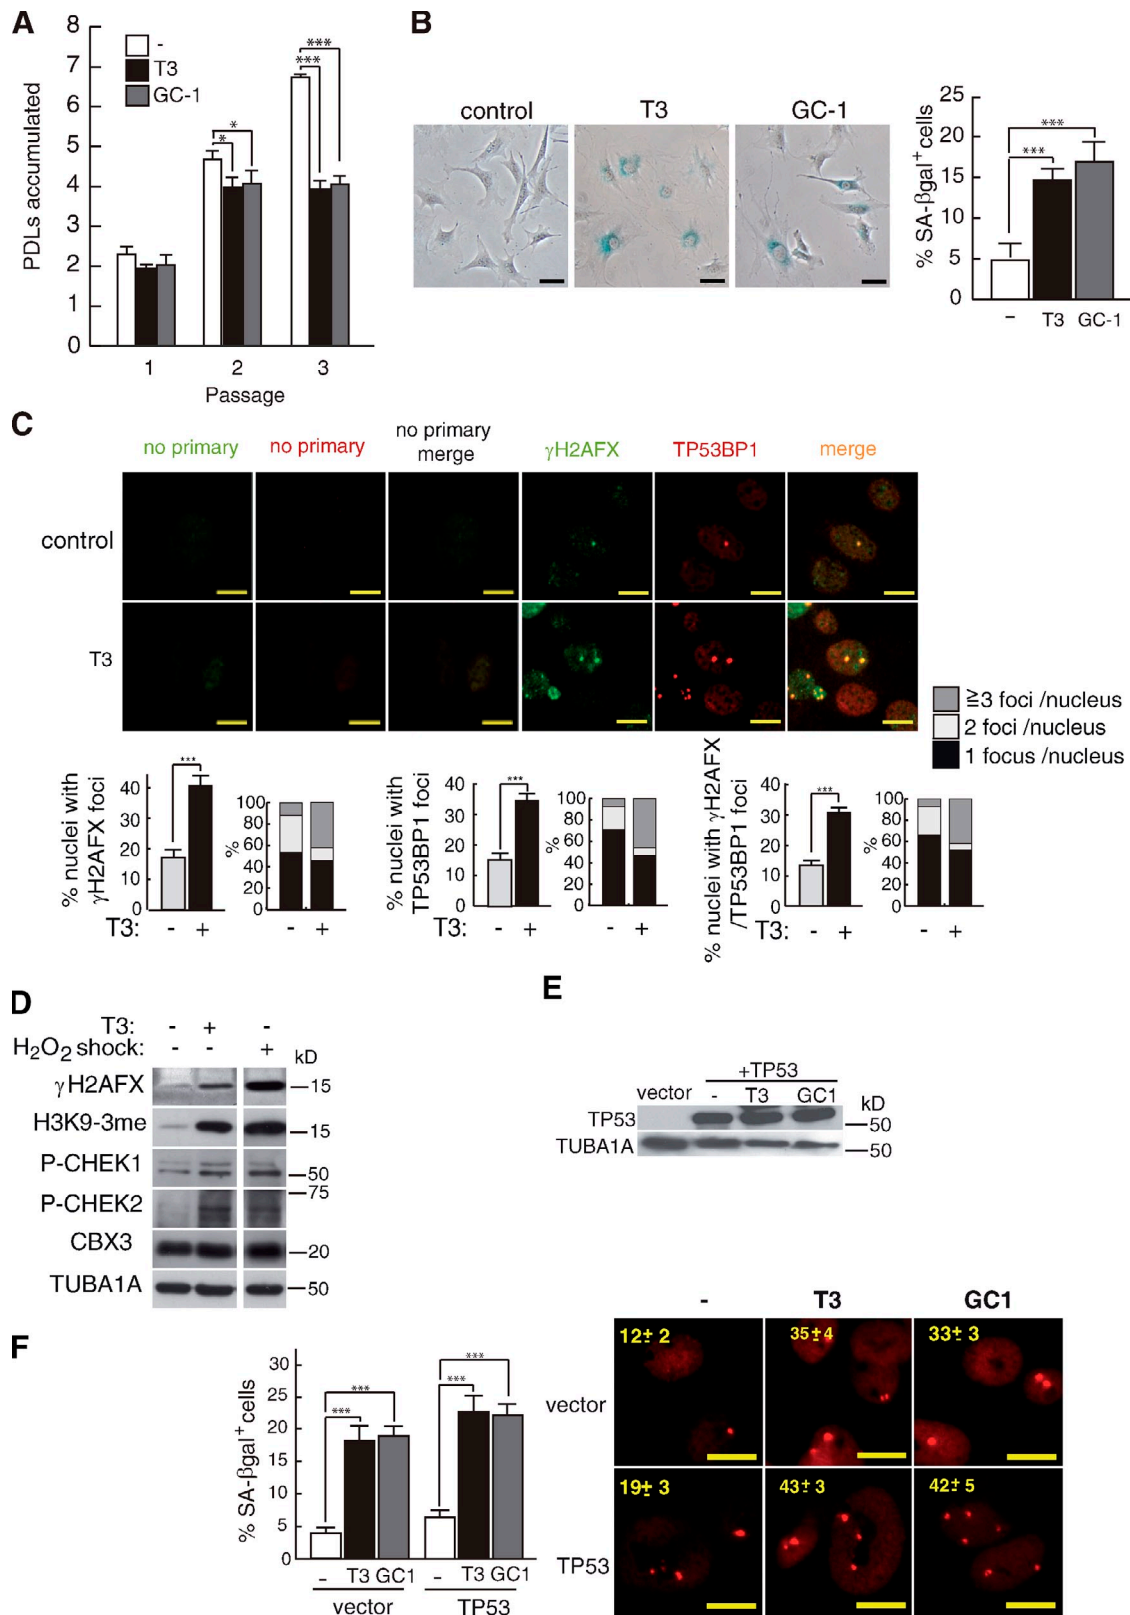 A
8
7
6
5
4
3
2
1
0
PDLs accumulated
-
T3
GC-1
*
*
***
***
1 2 3
Passage
B
control T3 GC-1
25
20
15
10
5
0
% SA-βgal+ cells
***
***
– T3 GC-1
C
no primary no primary no primary merge γH2AFX TP53BP1 merge
control
T3
≧3 foci /nucleus
2 foci /nucleus
1 focus /nucleus
% nuclei with γH2AFX foci
40
30
20
10
0
***
%
100
80
60
40
20
0
T3: - + - +
% nuclei with TP53BP1 foci
40
30
20
10
0
***
%
100
80
60
40
20
0
T3: - + - +
% nuclei with γH2AFX /TP53BP1 foci
40
30
20
10
0
***
%
100
80
60
40
20
0
T3: - + - +
D
T3: - + -
H2O2 shock: - - +
kD
γH2AFX —15
H3K9-3me —15
P-CHEK1 —50
—75
P-CHEK2
CBX3 —20
TUBA1A —50
E
+TP53
vector - T3 GC1 kD
TP53 —50
TUBA1A —50
F
30
25
20
15
10
5
0
% SA-βgal+ cells
***
***
***
***
– T3 GC1 – T3 GC1
vector TP53
- T3 GC1
vector
12± 2 35±4 33± 3
TP53
19± 3 43± 3 42± 5